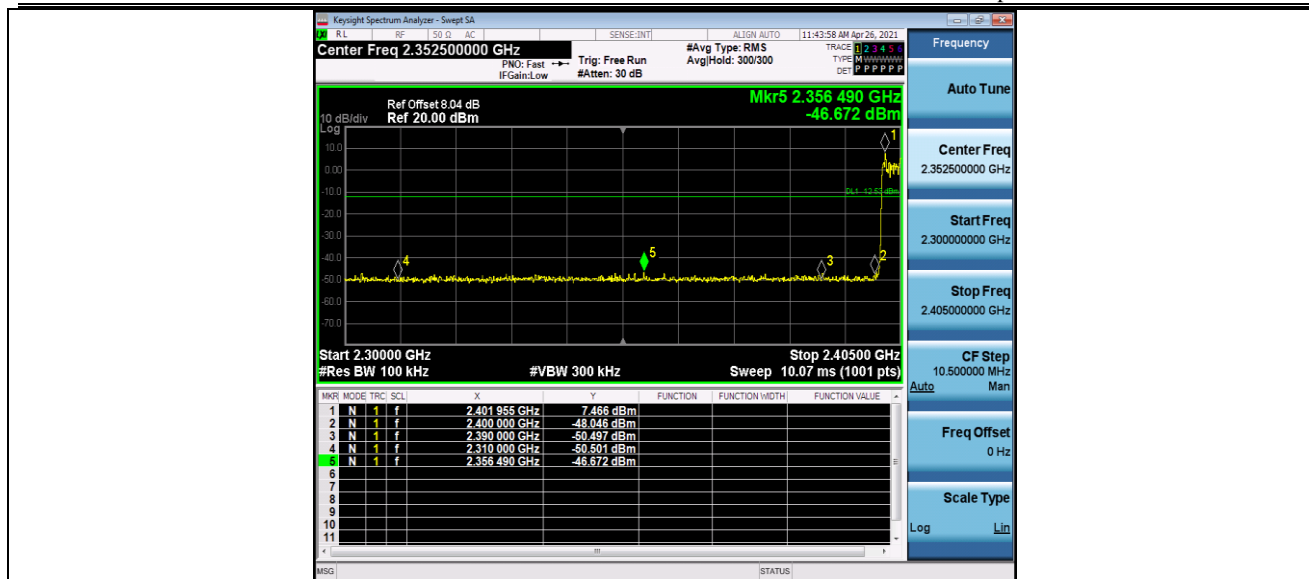 Keysight Spectrum Analyzer - Swept SA
RL RF 50 Ω AC SENSE:INT ALIGN AUTO 11:43:58 AM Apr 26, 2021
Center Freq 2.352500000 GHz
PNO: Fast
IFGain:Low
Trig: Free Run
#Atten: 30 dB
#Avg Type: RMS
Avg|Hold: 300/300
TRACE 1 2 3 4 5 6
TYPE M W W W W W
DET P P P P P P
Mkr5 2.356 490 GHz
-46.672 dBm
Ref Offset 8.04 dB
10 dB/div Ref 20.00 dBm
Log
10.0
0.00
-10.0
-20.0
-30.0
-40.0
-50.0
-60.0
-70.0
1
2
3
4
5
Start 2.30000 GHz Stop 2.40500 GHz
#Res BW 100 kHz #VBW 300 kHz Sweep 10.07 ms (1001 pts)
MKR MODE TRC SCL X Y FUNCTION FUNCTION WIDTH FUNCTION VALUE
1 N 1 f 2.401 955 GHz 7.466 dBm
2 N 1 f 2.400 000 GHz -48.046 dBm
3 N 1 f 2.390 000 GHz -50.497 dBm
4 N 1 f 2.310 000 GHz -50.501 dBm
5 N 1 f 2.356 490 GHz -46.672 dBm
6
7
8
9
10
11
MSG STATUS
Frequency
Auto Tune
Center Freq
2.352500000 GHz
Start Freq
2.300000000 GHz
Stop Freq
2.405000000 GHz
CF Step
10.500000 MHz
Auto Man
Freq Offset
0 Hz
Scale Type
Log Lin